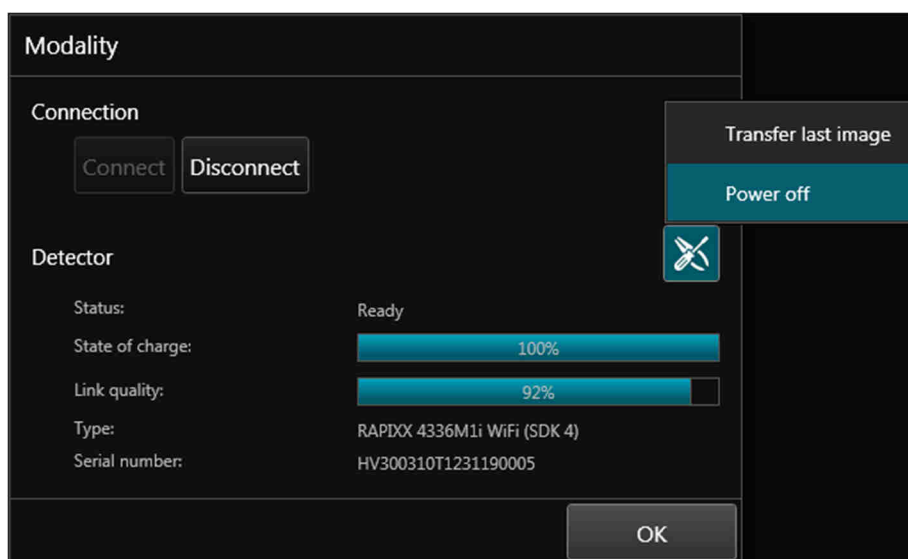 Modality
Connection
Connect Disconnect
Transfer last image
Power off
Detector
Status: Ready
State of charge: 100%
Link quality: 92%
Type: RAPIXX 4336M1i WiFi (SDK 4)
Serial number: HV300310T1231190005
OK